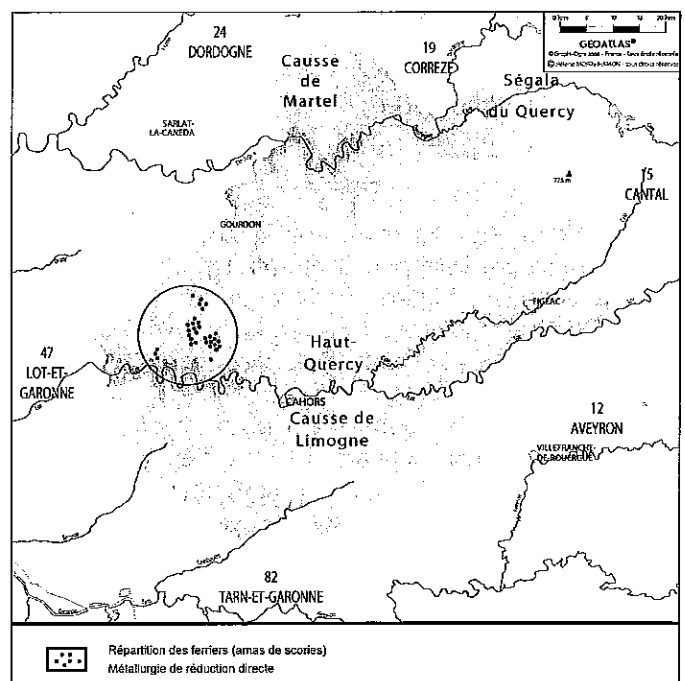 24
DORDOGNE
Causse
de
Martel
19
CORREZE
GEOATLAS®
Ségala
du Quercy
SARLAT-
LA-CANEDA
15
CANTAL
GOURDON
FIGEAC
47
LOT-ET-
GARONNE
Haut-
Quercy
CAHORS
Causse de
Limogne
12
AVEYRON
VILLEFRANCHE-
DE-ROUERGUE
82
TARN-ET-GARONNE
Répartition des ferriers (amas de scories)
Métallurgie de réduction directe